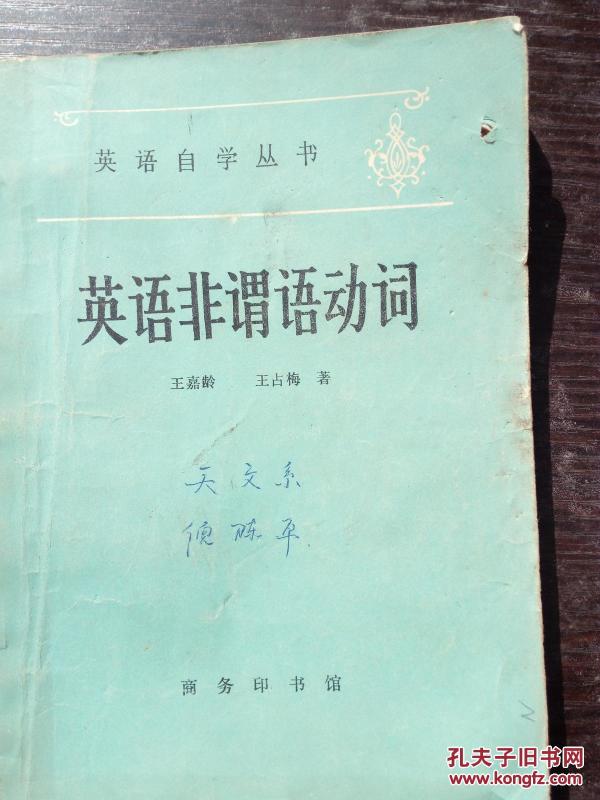 英语自学丛书
英语非谓语动词
王嘉龄 王占梅 著
文系
平
商务印书馆
孔夫子旧书网
www.kongfz.com